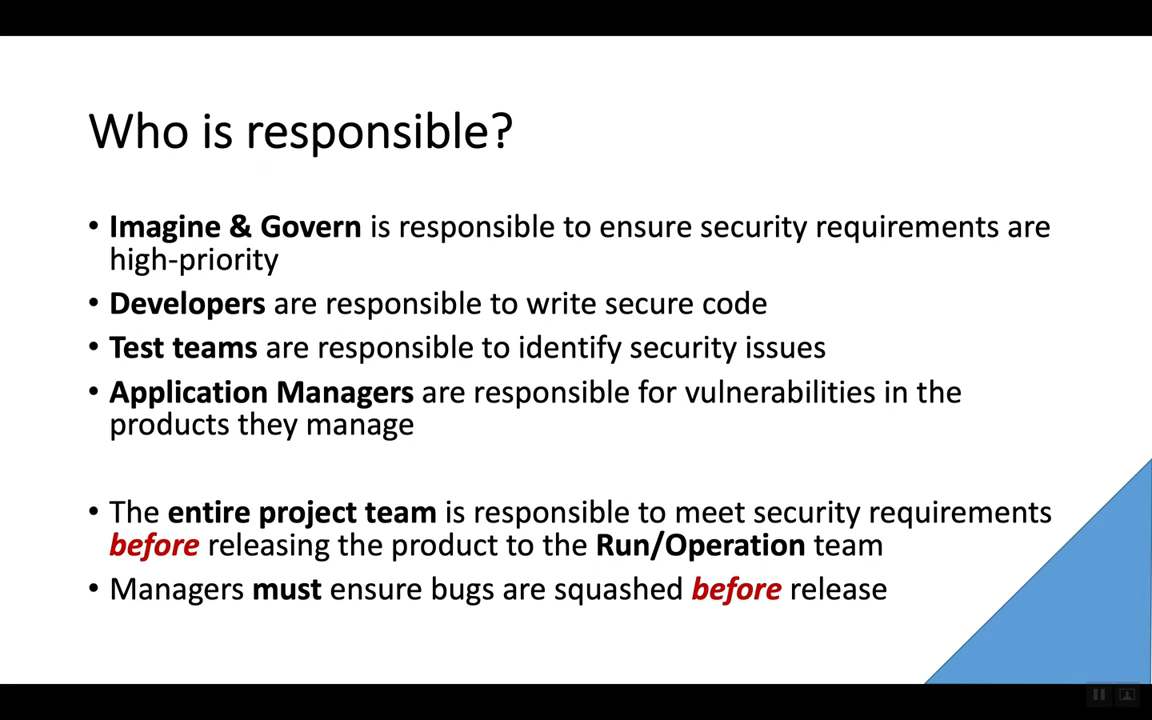 Who is responsible?
• Imagine & Govern is responsible to ensure security requirements are
high-priority
• Developers are responsible to write secure code
• Test teams are responsible to identify security issues
• Application Managers are responsible for vulnerabilities in the
products they manage
• The entire project team is responsible to meet security requirements
before releasing the product to the Run/Operation team
• Managers must ensure bugs are squashed before release